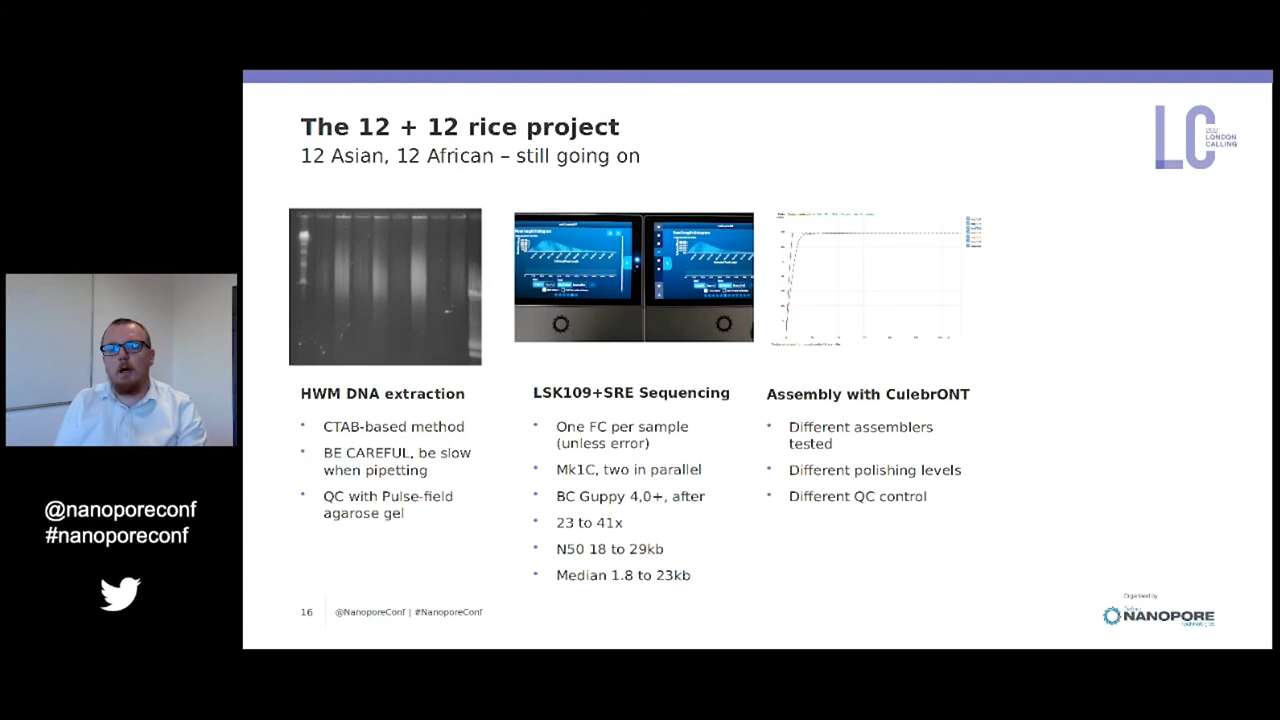 The 12 + 12 rice project
12 Asian, 12 African – still going on
LC
LONDON
CALLING
HWM DNA extraction
• CTAB-based method
• BE CAREFUL, be slow
when pipetting
• QC with Pulse-field
agarose gel
LSK109+SRE Sequencing
• One FC per sample
(unless error)
• Mk1C, two in parallel
• BC Guppy 4,0+, after
• 23 to 41x
• N50 18 to 29kb
• Median 1.8 to 23kb
Assembly with CulebrONT
• Different assemblers
tested
• Different polishing levels
• Different QC control
@nanoporeconf
#nanoporeconf
16
@NanoporeConf | #NanoporeConf
Organised by
NANOPORE
Technologies